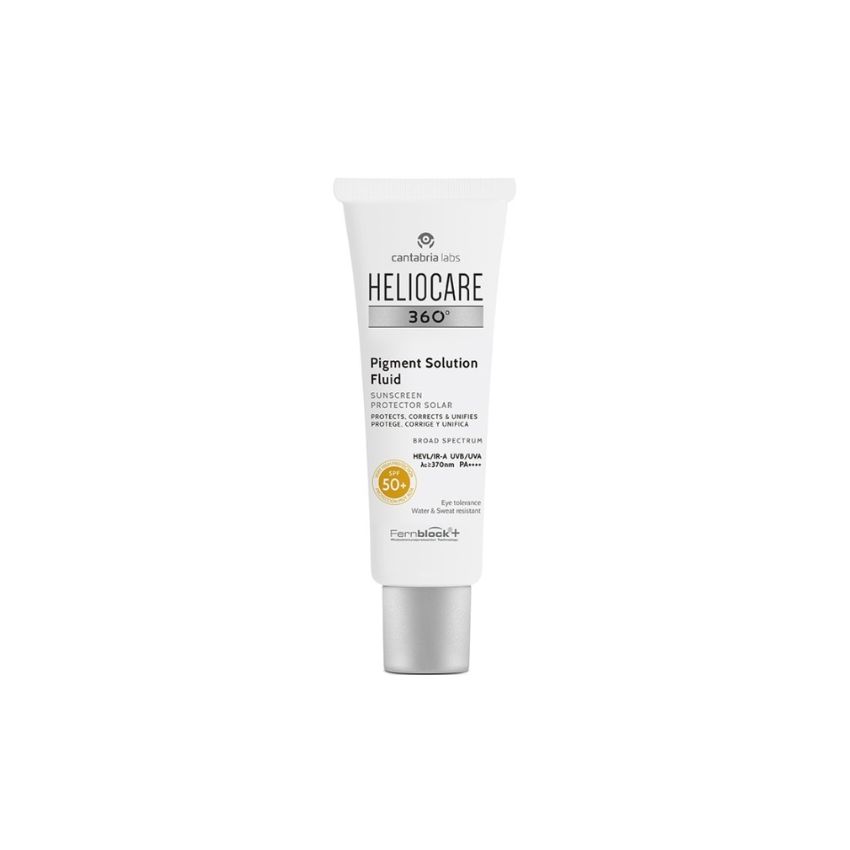 cantabria labs
HELIOCARE
360°
Pigment Solution
Fluid
SUNSCREEN
PROTECTOR SOLAR
PROTECTS, CORRECTS & UNIFIES
PROTEGE, CORRIGE Y UNIFICA
BROAD SPECTRUM
HEVL/IR-A UVB/UVA
λc≥370nm PA++++
SPF
50+
Eye tolerance
Water & Sweat resistant
Fernblock®+